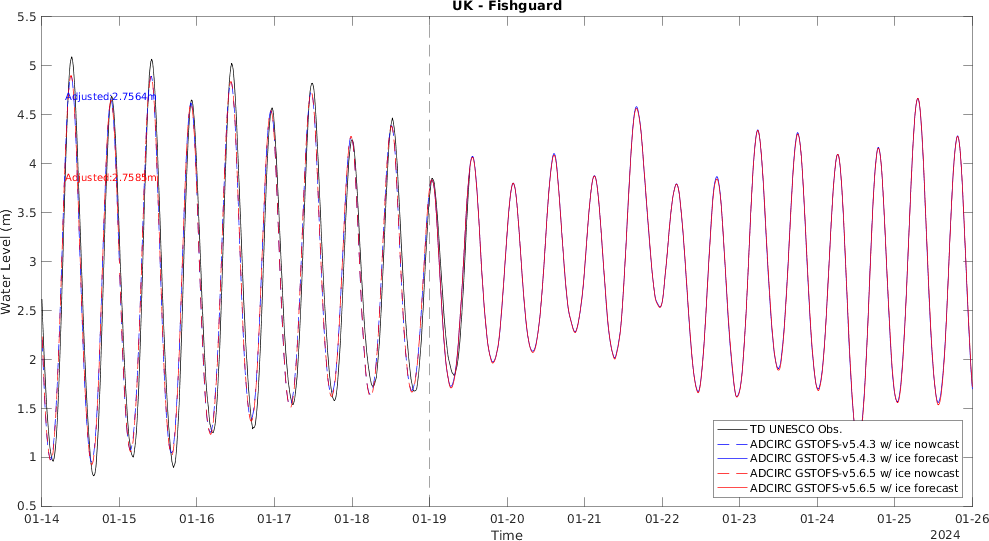 UK - Fishguard
5.5
5
4.5
4
3.5
3
2.5
2
1.5
1
0.5
Water Level (m)
Adjusted:2.7564m
Adjusted:2.7585m
TD UNESCO Obs.
ADCIRC GSTOFS-v5.4.3 w/ ice nowcast
ADCIRC GSTOFS-v5.4.3 w/ ice forecast
ADCIRC GSTOFS-v5.6.5 w/ ice nowcast
ADCIRC GSTOFS-v5.6.5 w/ ice forecast
01-14 01-15 01-16 01-17 01-18 01-19 01-20 01-21 01-22 01-23 01-24 01-25 01-26
Time
2024